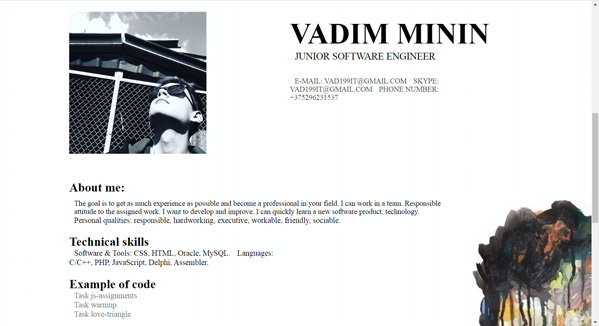 VADIM MININ
JUNIOR SOFTWARE ENGINEER
E-MAIL: VAD199IT@GMAIL.COM SKYPE:
VAD199IT@GMAIL.COM PHONE NUMBER:
+375296231537
About me:
The goal is to get as much experience as possible and become a professional in your field. I can work in a team. Responsible
attitude to the assigned work. I want to develop and improve. I can quickly learn a new software product, technology.
Personal qualities: responsible, hardworking, executive, workable, friendly, sociable.
Technical skills
Software & Tools: CSS, HTML, Oracle, MySQL. Languages:
C/C++, PHP, JavaScript, Delphi, Assembler.
Example of code
Task js-assignments
Task warmup
Task love-triangle